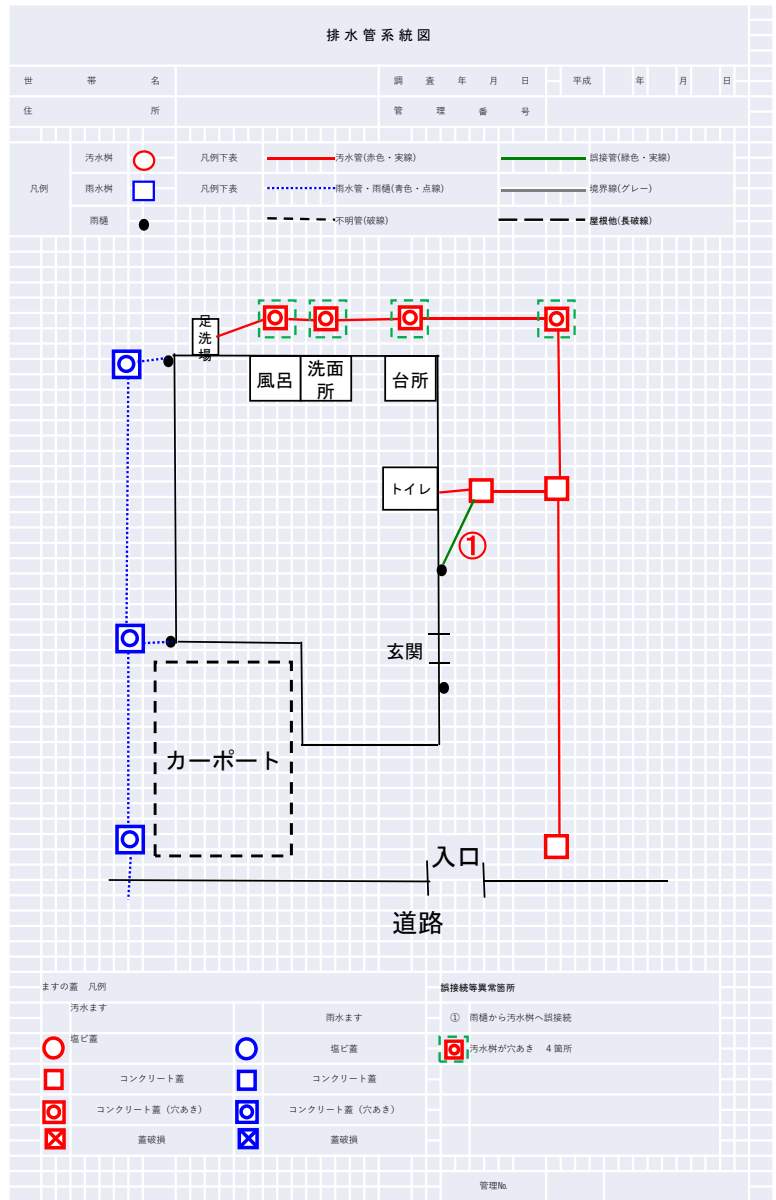 排水管系統図
世帯名 調査年月日 平成 年 月 日
住所 管理番号
凡例 汚水桝 凡例下表 汚水管(赤色・実線) 誤接管(緑色・実線)
雨水桝 凡例下表 雨水管・雨樋(青色・点線) 境界線(グレー)
雨樋 不明管(破線) 屋根他(長破線)
足
洗
場
風呂
洗面
所
台所
トイレ
①
玄関
カーポート
入口
道路
ますの蓋 凡例
誤接続等異常箇所
汚水ます
雨水ます
① 雨樋から汚水桝へ誤接続
塩ビ蓋
塩ビ蓋
汚水桝が穴あき 4箇所
コンクリート蓋 コンクリート蓋
コンクリート蓋（穴あき） コンクリート蓋（穴あき）
蓋破損 蓋破損
管理№